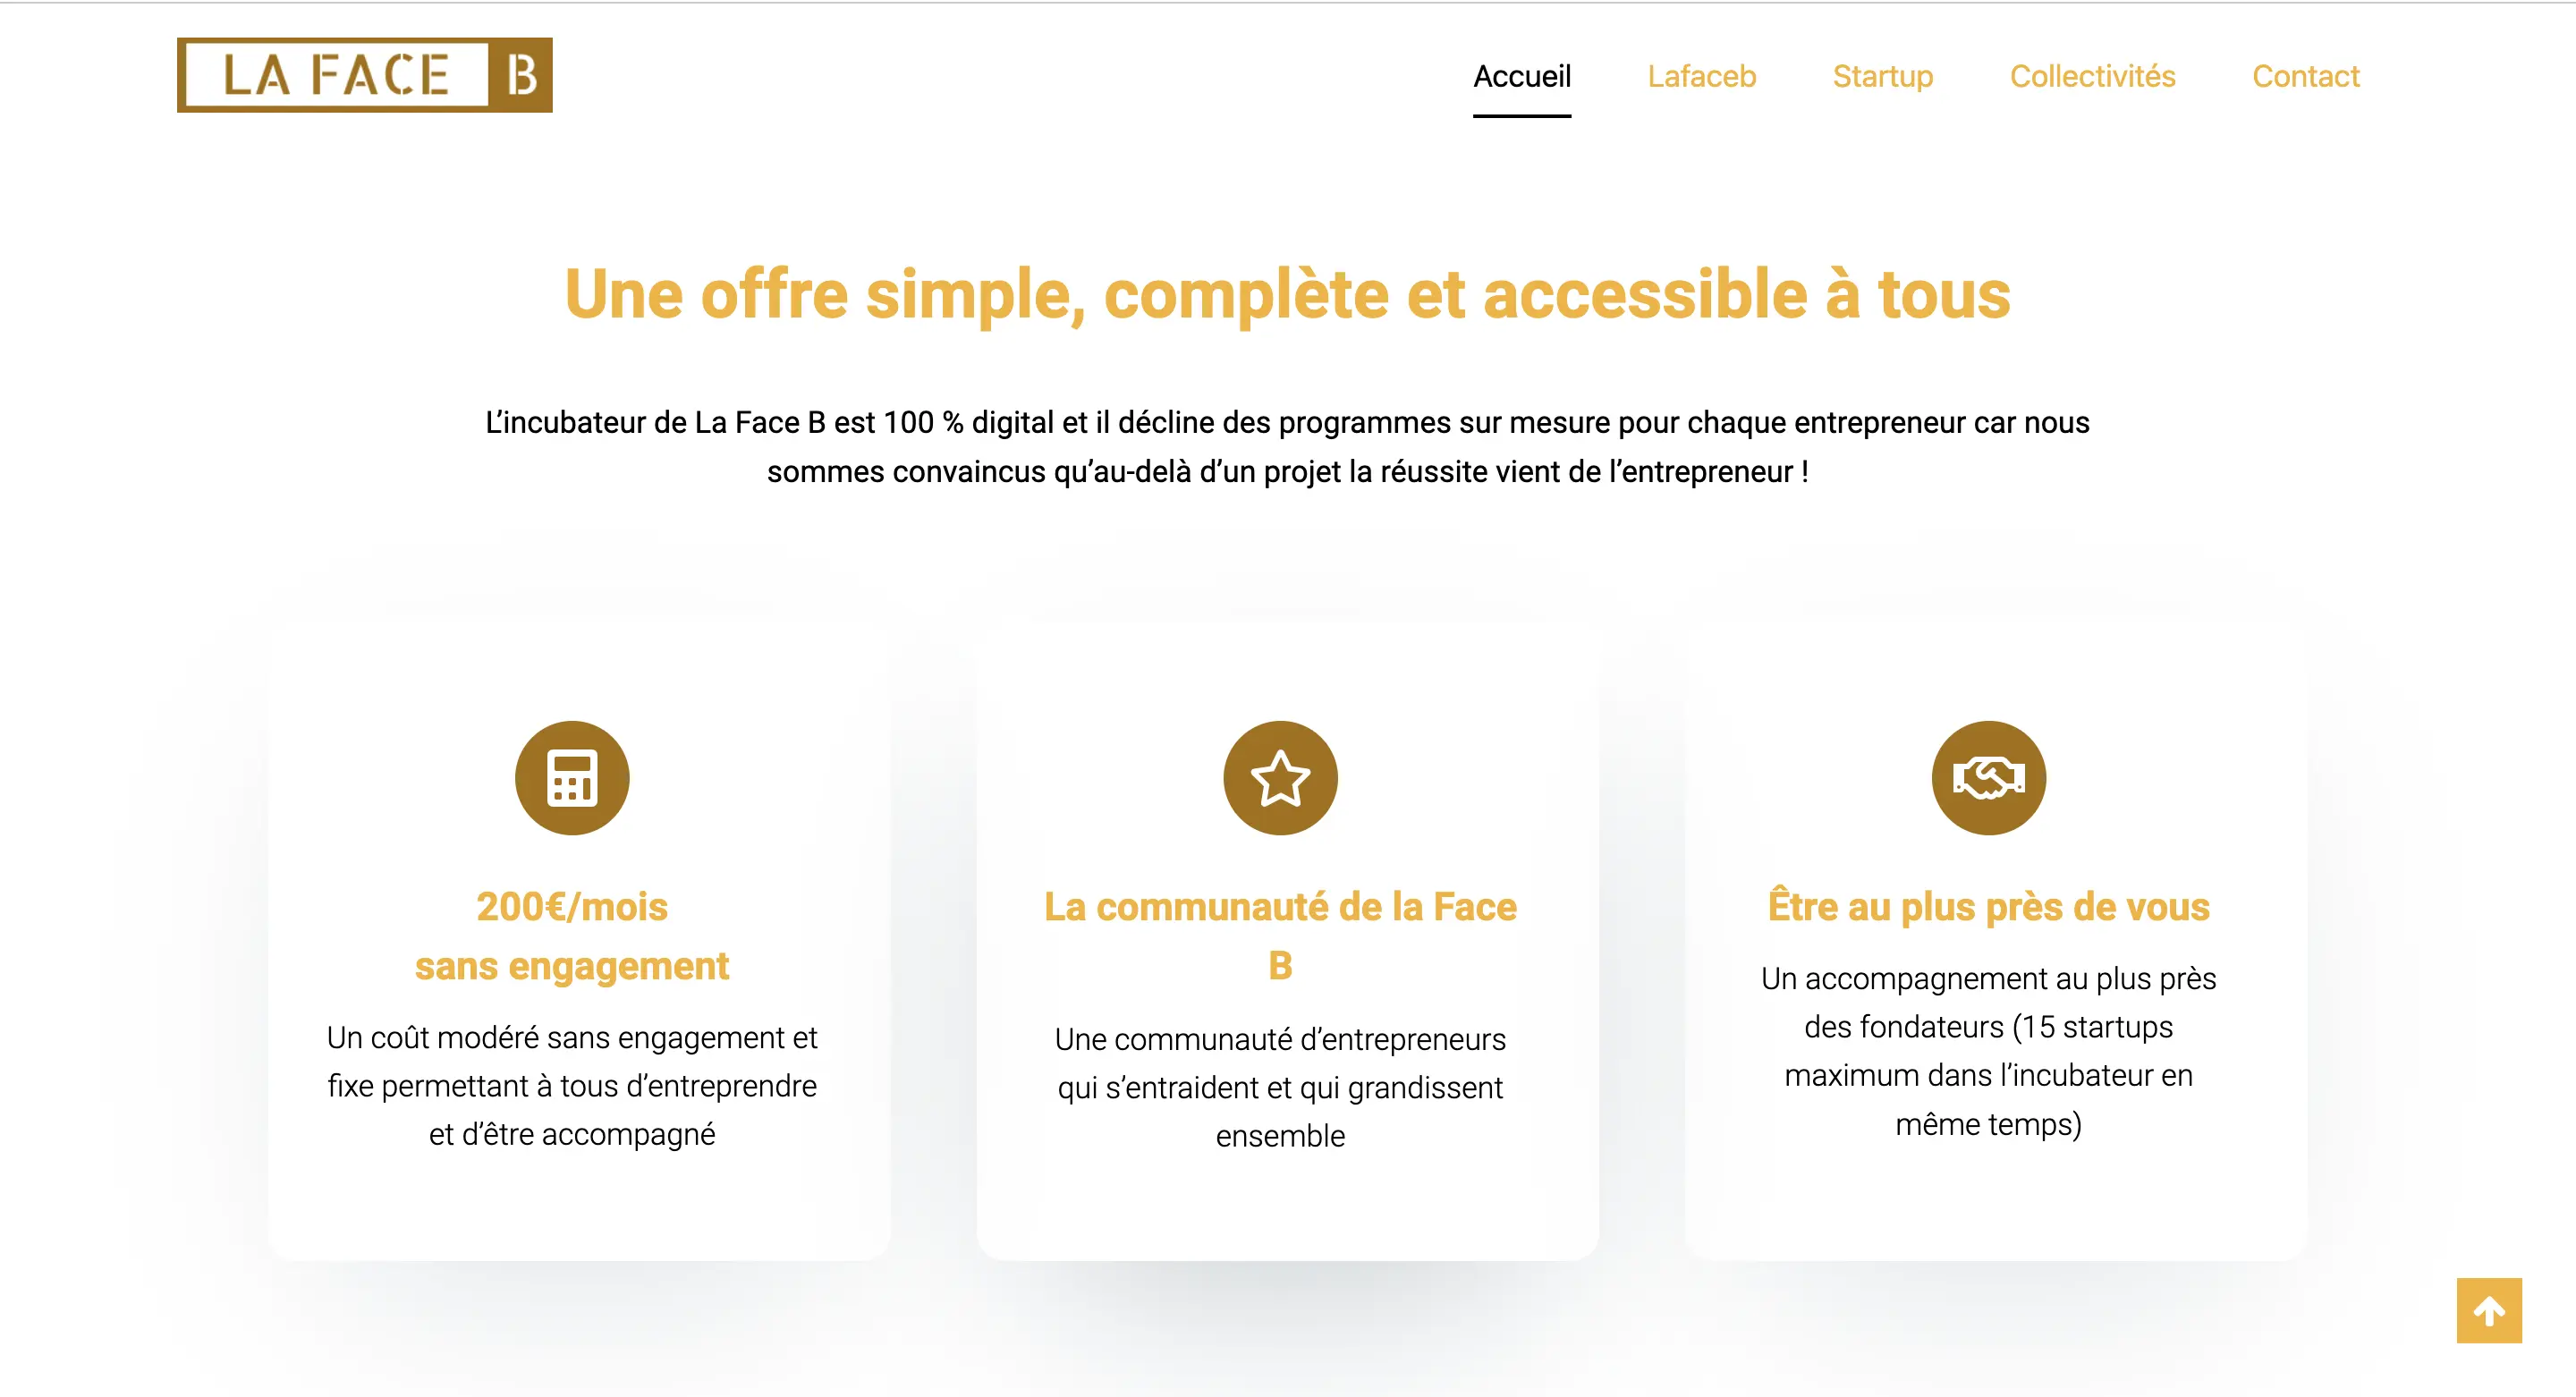 LA FACE B
Accueil Lafaceb Startup Collectivités Contact
Une offre simple, complète et accessible à tous
L’incubateur de La Face B est 100 % digital et il décline des programmes sur mesure pour chaque entrepreneur car nous
sommes convaincus qu’au-delà d’un projet la réussite vient de l’entrepreneur !
200€/mois
sans engagement
Un coût modéré sans engagement et
fixe permettant à tous d’entreprendre
et d’être accompagné
La communauté de la Face
B
Une communauté d’entrepreneurs
qui s’entraident et qui grandissent
ensemble
Être au plus près de vous
Un accompagnement au plus près
des fondateurs (15 startups
maximum dans l’incubateur en
même temps)